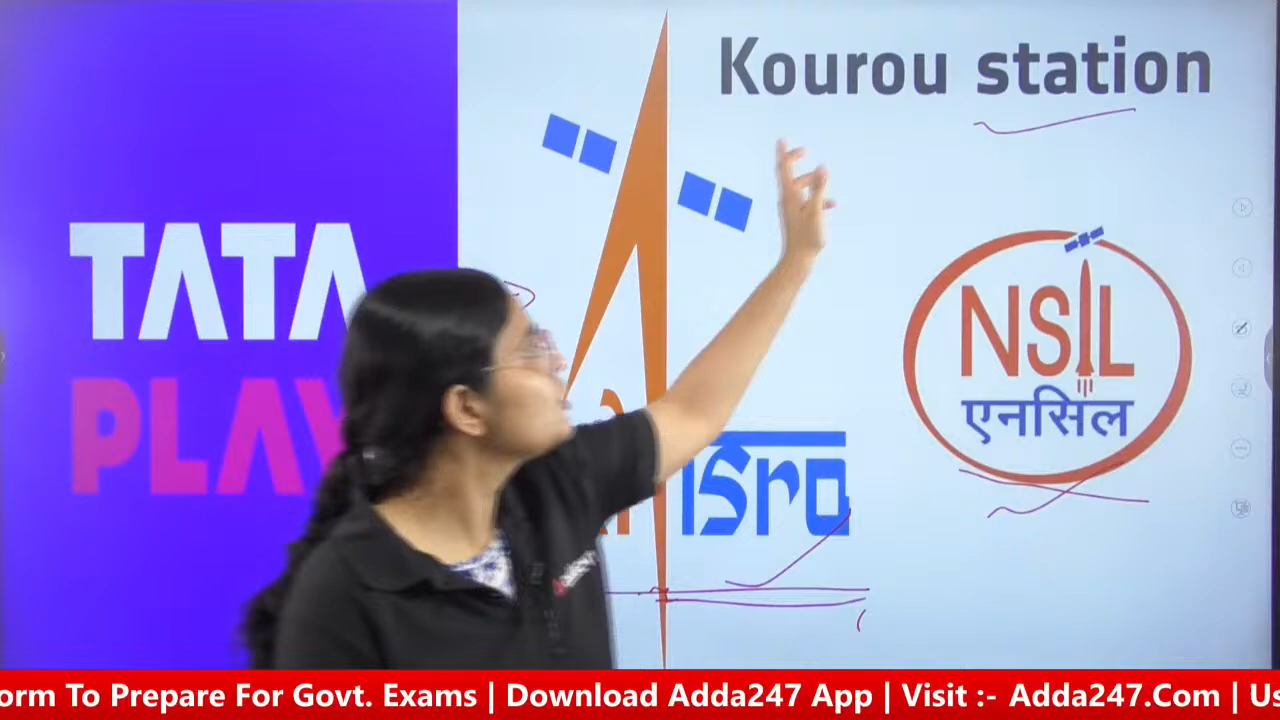 Kourou station
TATA
PLAY
NSIL
एनसिल
isro
orm To Prepare For Govt. Exams | Download Adda247 App | Visit :- Adda247.Com | Us